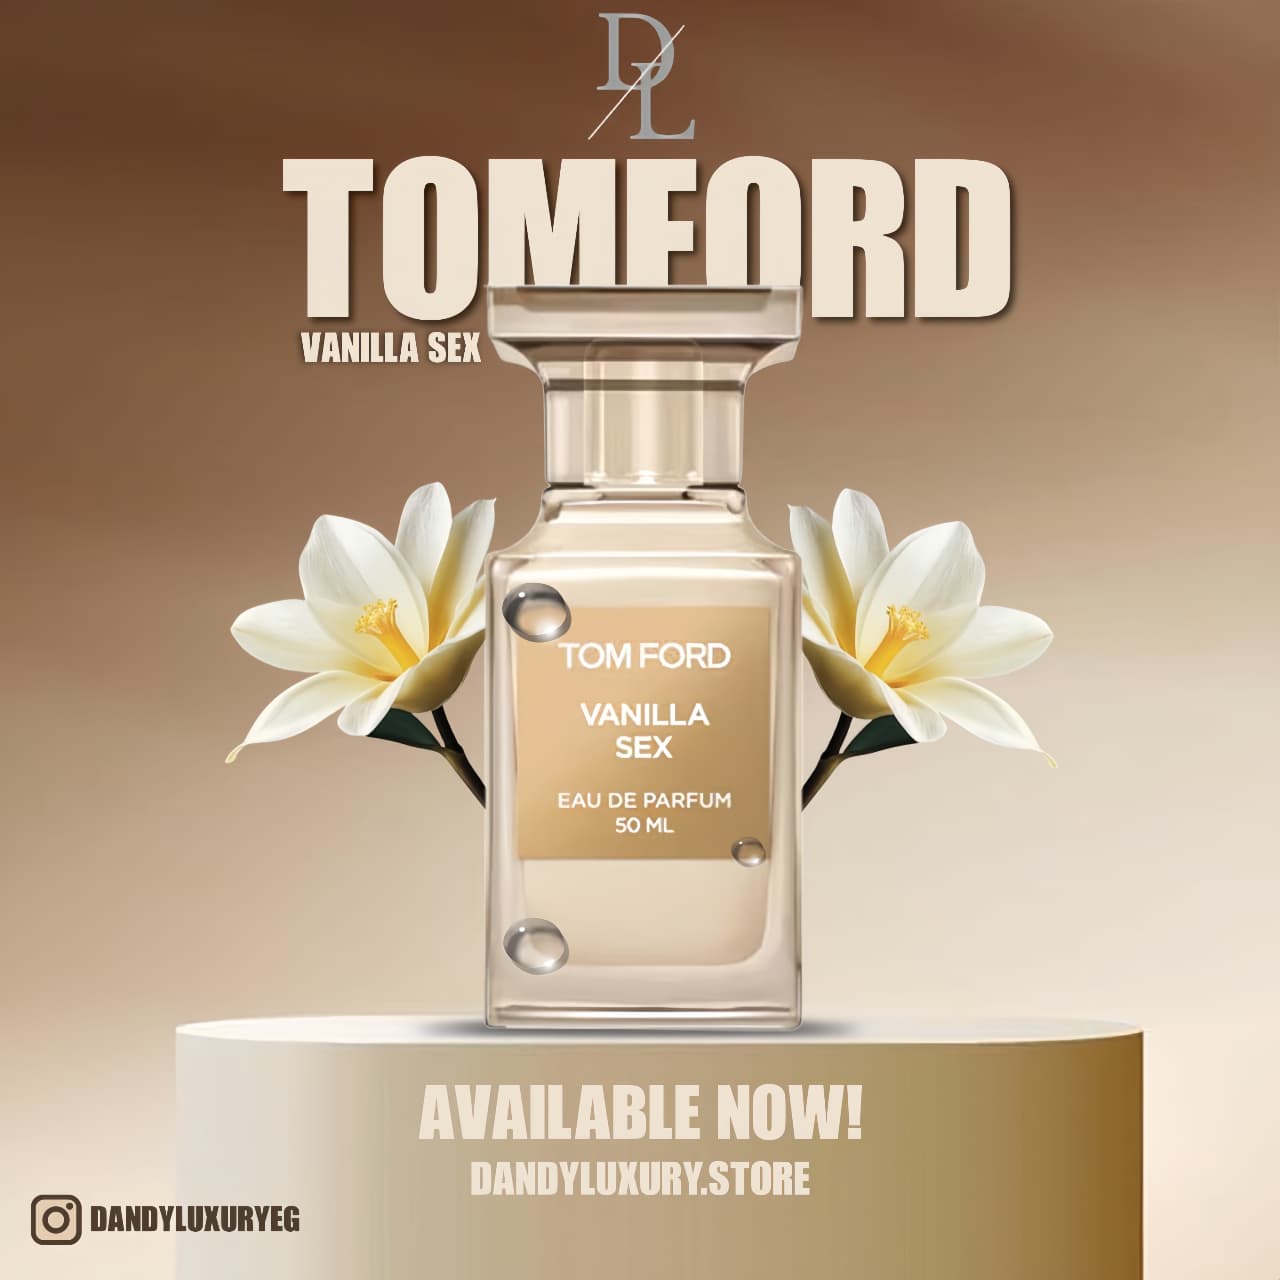 DL
TOMFORD
VANILLA SEX
TOM FORD
VANILLA
SEX
EAU DE PARFUM
50 ML
AVAILABLE NOW!
DANDYLUXURY.STORE
DANDYLUXURYEG